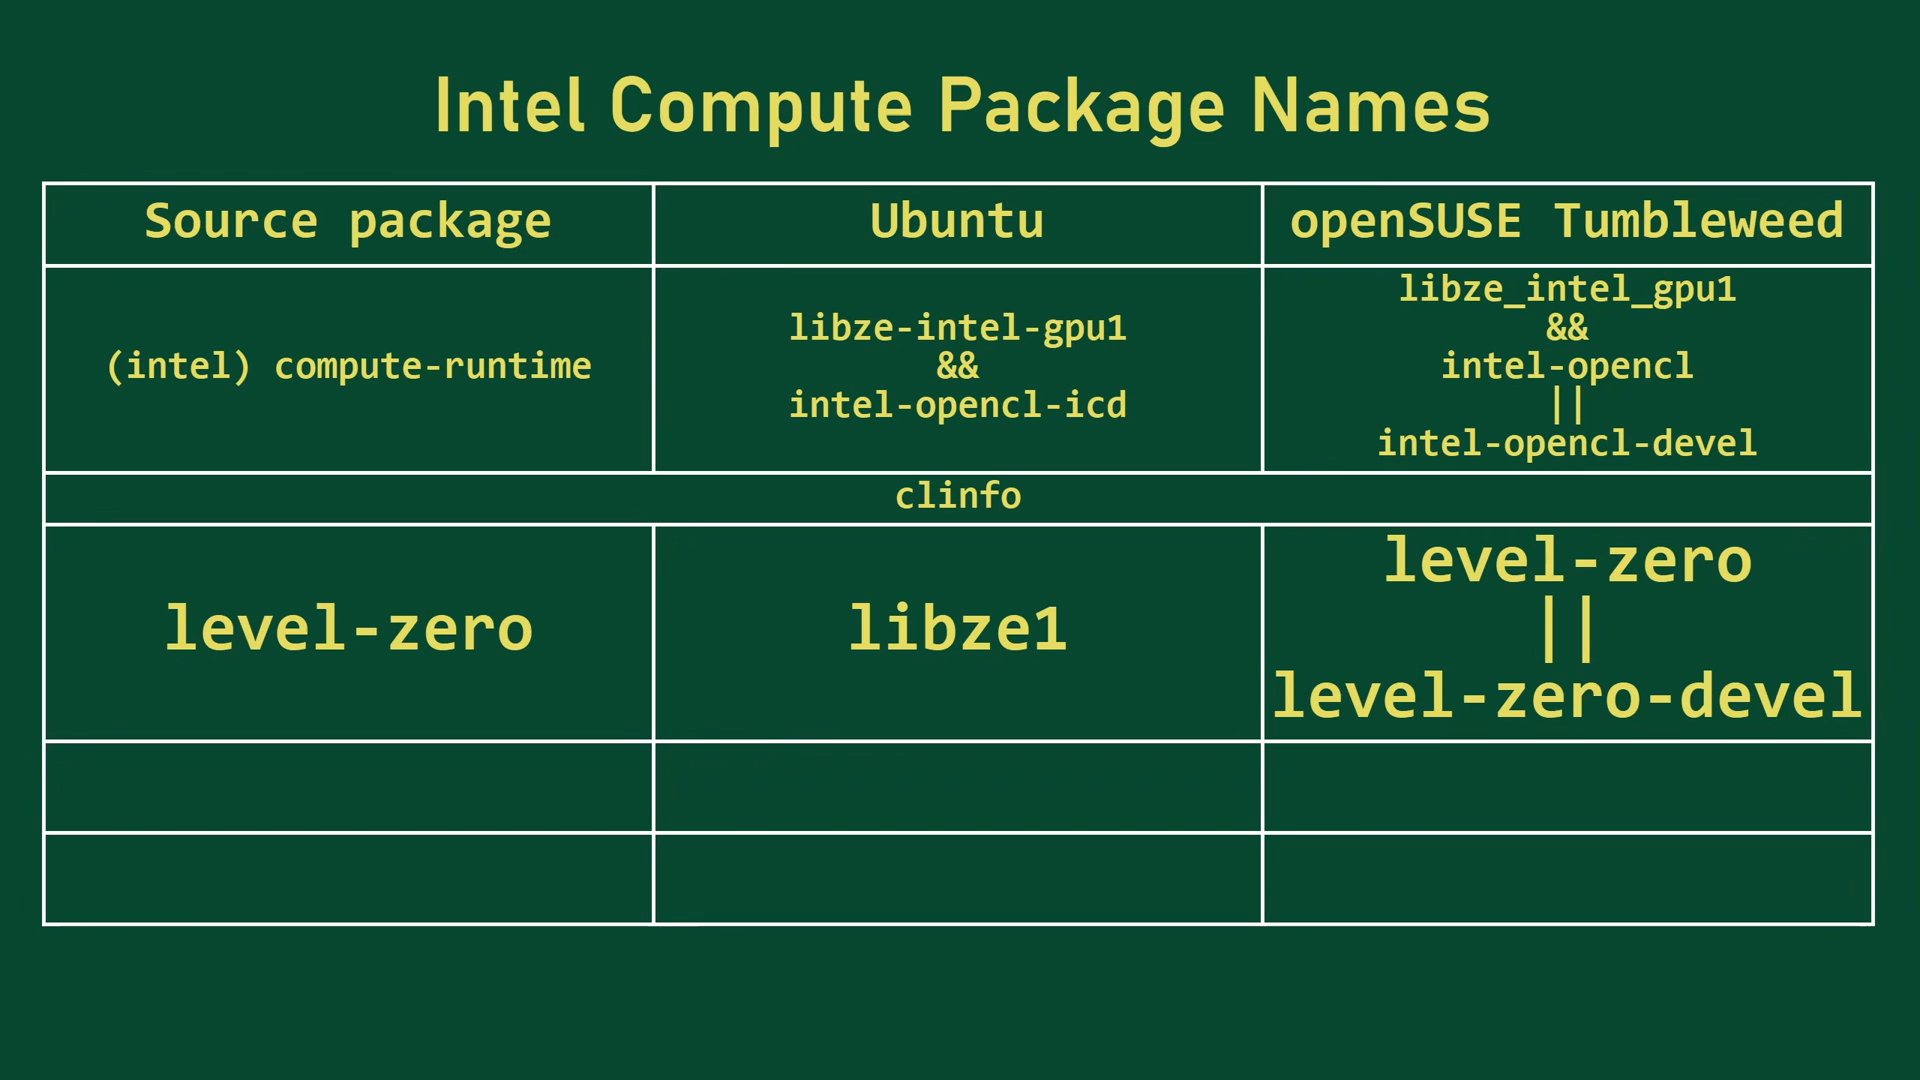 Intel Compute Package Names
Source package
Ubuntu
openSUSE Tumbleweed
(intel) compute-runtime
libze-intel-gpu1
&&
intel-opencl-icd
libze_intel_gpu1
&&
intel-opencl
||
intel-opencl-devel
clinfo
level-zero
libze1
level-zero
||
level-zero-devel